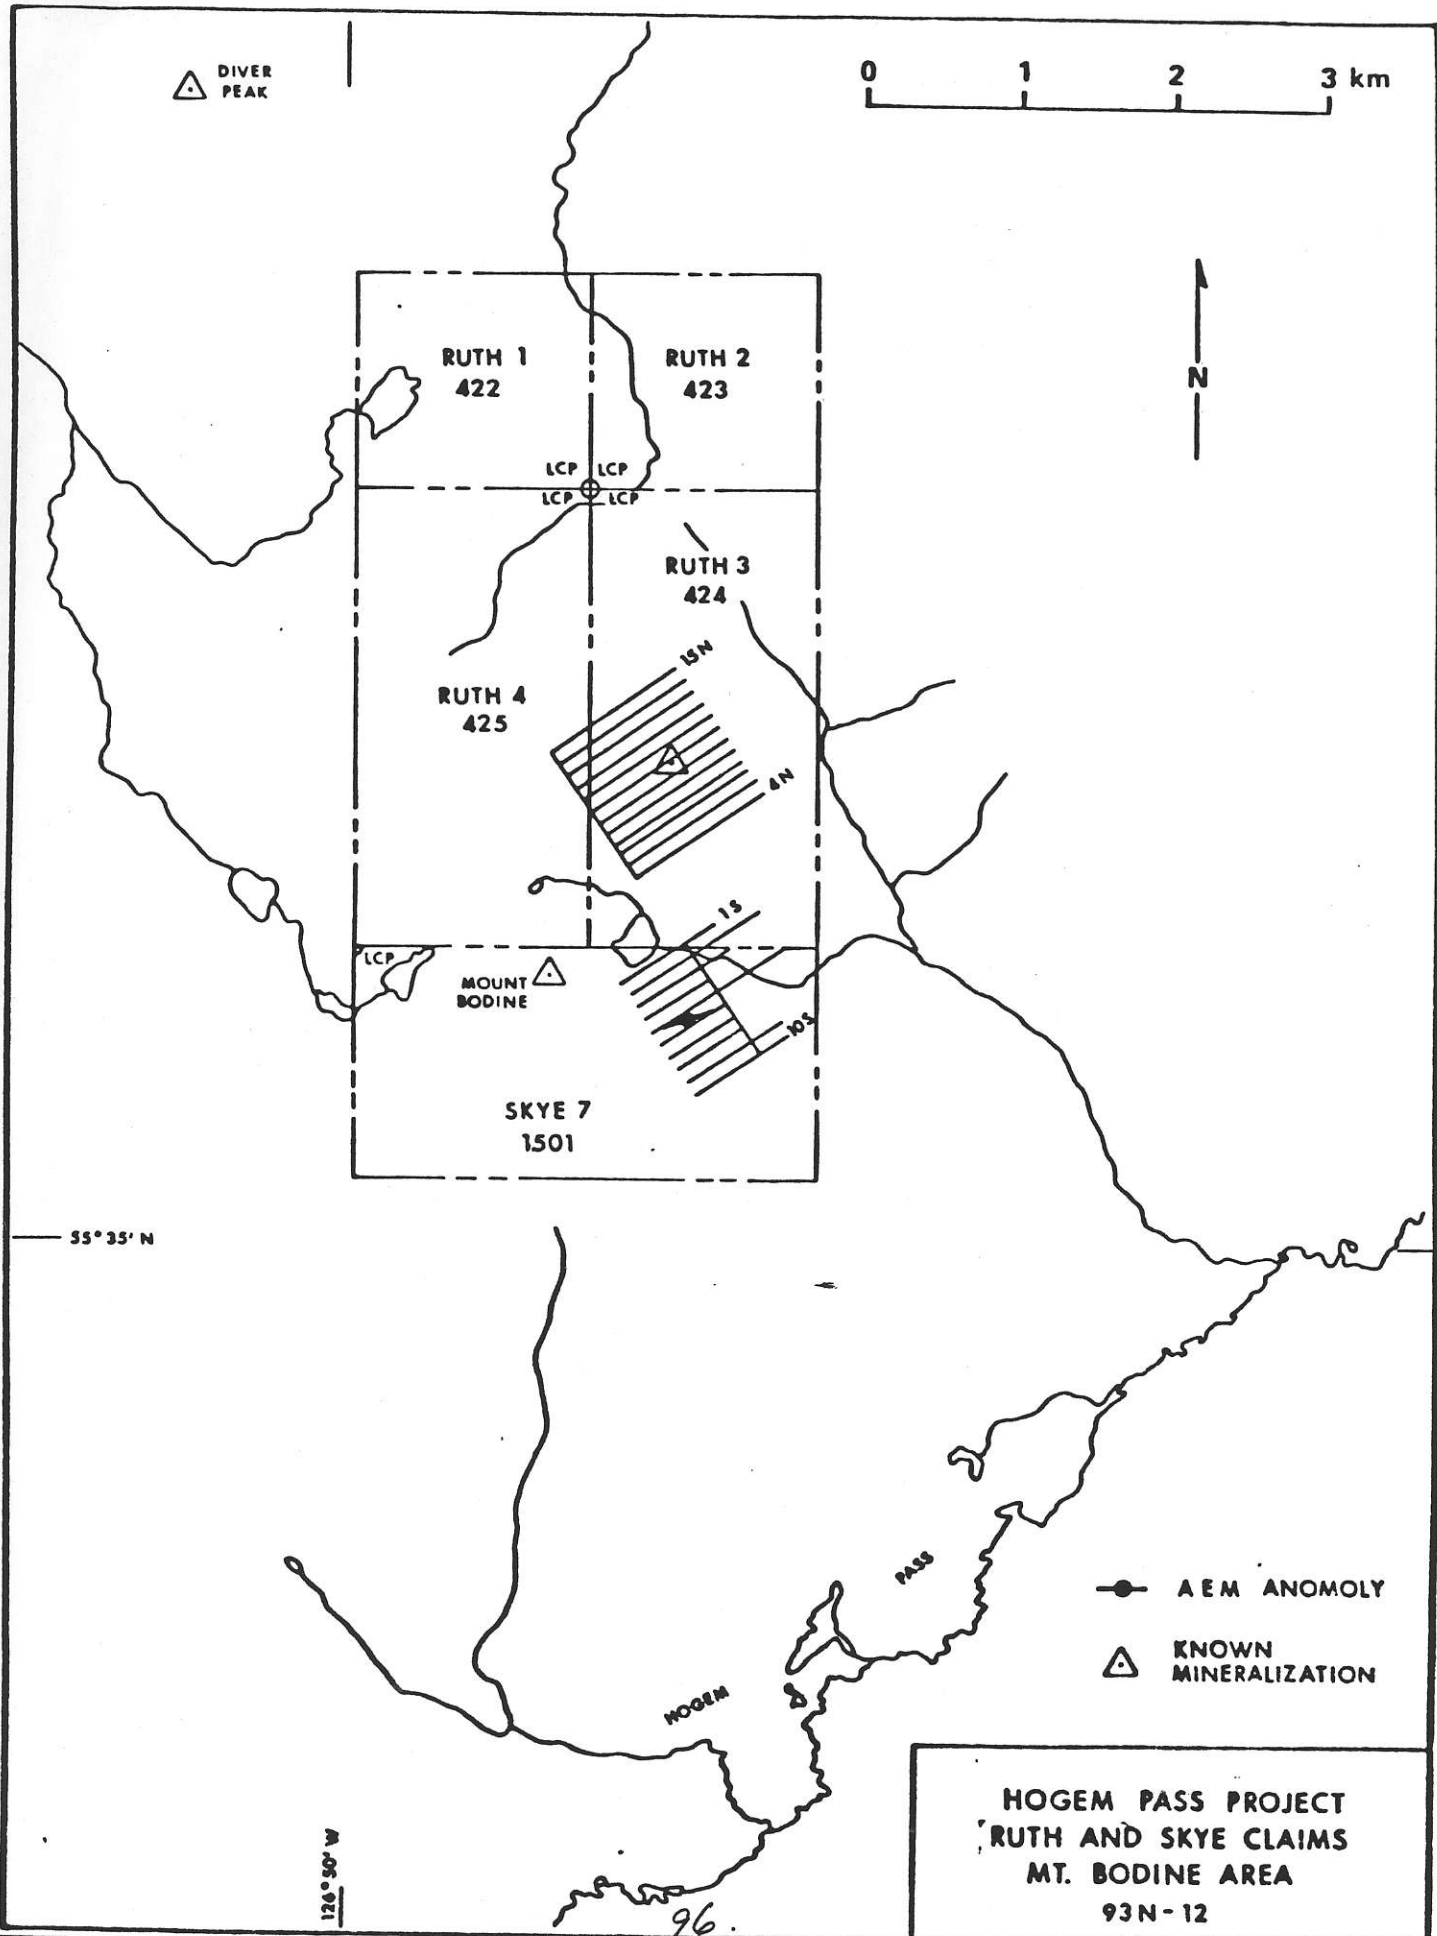 DIVER
PEAK
0 1 2 3 km
N
RUTH 1
422
RUTH 2
423
LCP LCP
LCP LCP
RUTH 3
424
15N
RUTH 4
425
4N
1S
LCP
MOUNT
BODINE
10S
SKYE 7
1501
55°35' N
PASS
AEM ANOMOLY
KNOWN
MINERALIZATION
HOGEM
HOGEM PASS PROJECT
RUTH AND SKYE CLAIMS
MT. BODINE AREA
93N-12
126°50' W
96.